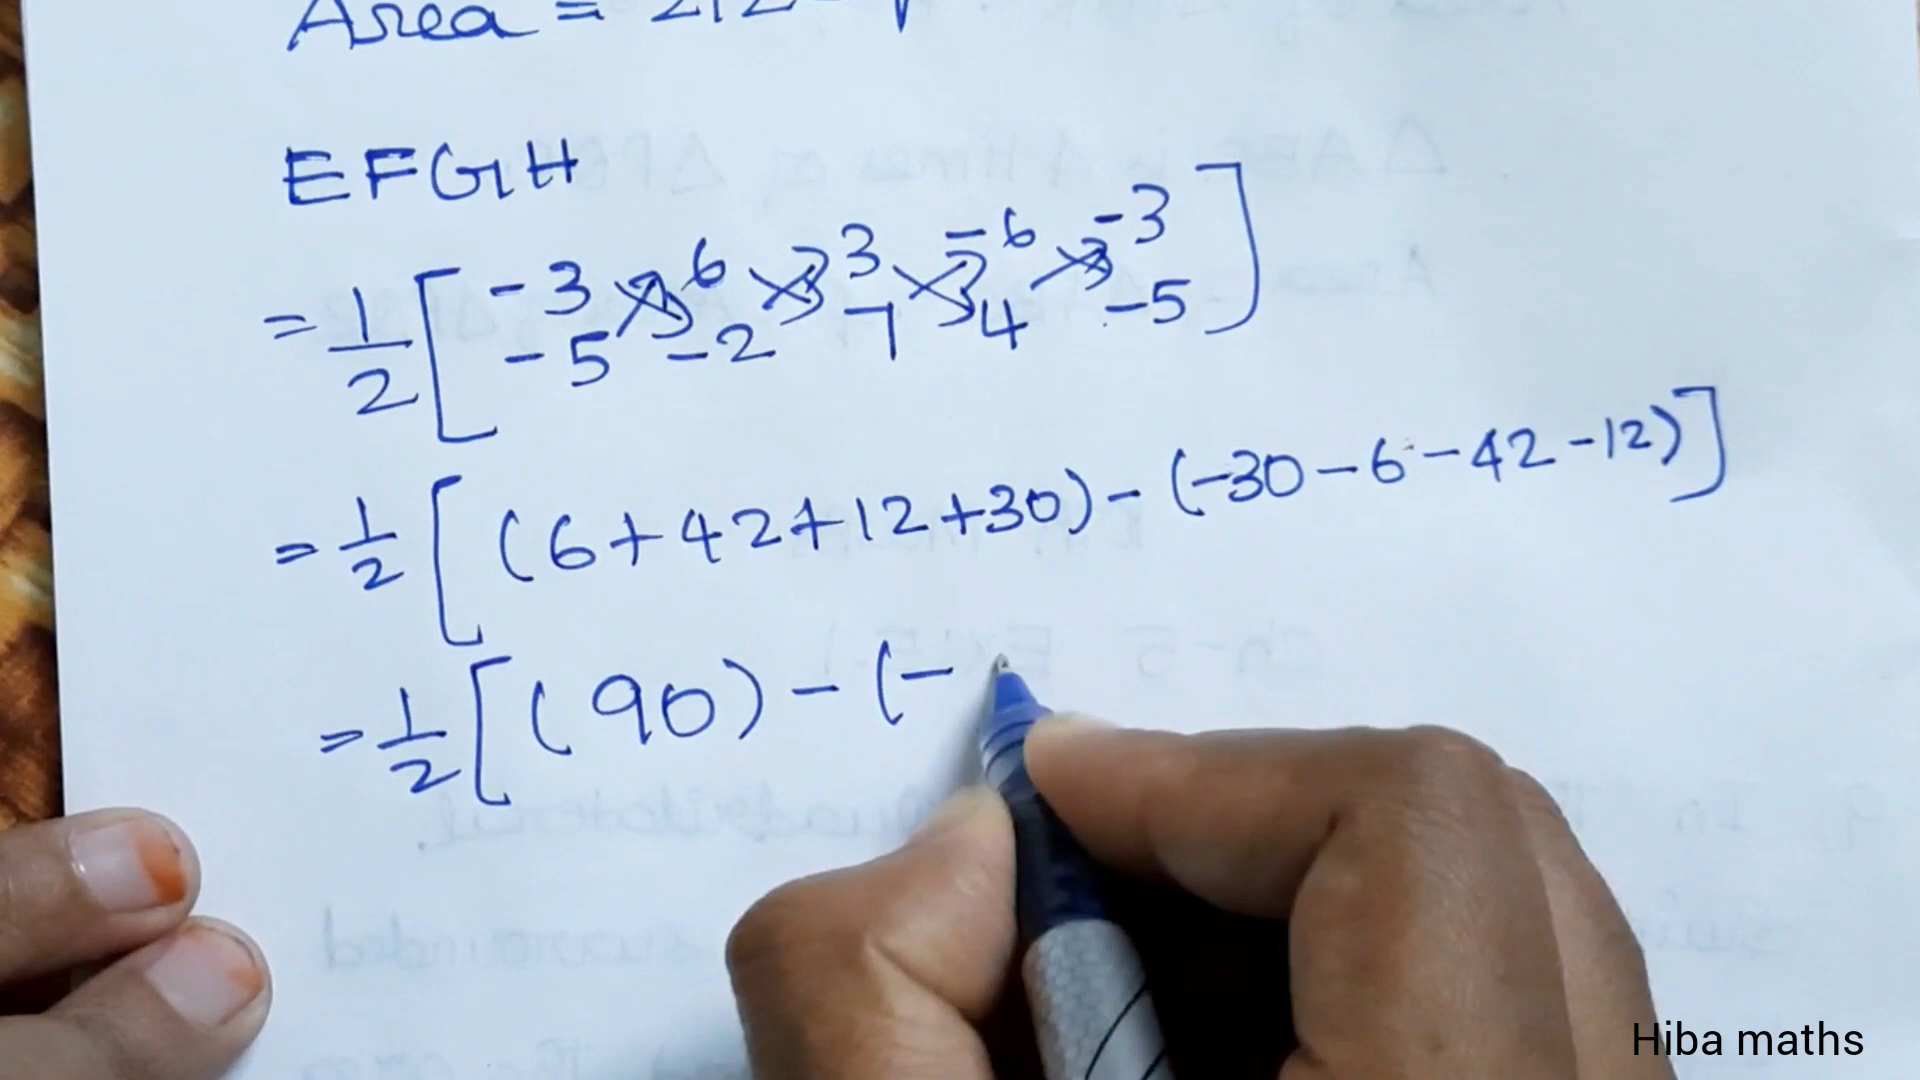 Area =
EFGH
= 1/2 [ -3 6 3 -6 -3 ]
-5 -2 7 4 -5
= 1/2 [ (6+42+12+30) - (-30-6-42-12) ]
= 1/2 [ (90) - (-
Hiba maths